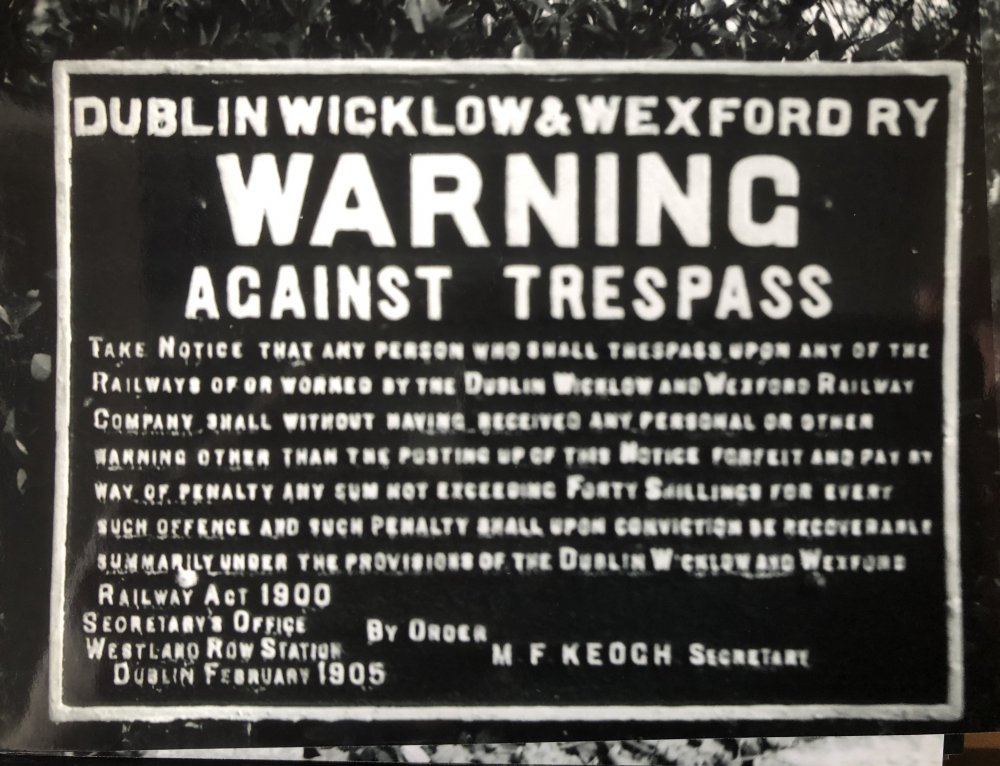 DUBLIN WICKLOW & WEXFORD RY
WARNING
AGAINST TRESPASS
TAKE NOTICE THAT ANY PERSON WHO SHALL TRESPASS UPON ANY OF THE
RAILWAYS OF OR WORKED BY THE DUBLIN WICKLOW AND WEXFORD RAILWAY
COMPANY SHALL WITHOUT HAVING RECEIVED ANY PERSONAL OR OTHER
WARNING OTHER THAN THE POSTING UP OF THIS NOTICE FORFEIT AND PAY BY
WAY OF PENALTY ANY SUM NOT EXCEEDING FORTY SHILLINGS FOR EVERY
SUCH OFFENCE AND SUCH PENALTY SHALL UPON CONVICTION BE RECOVERABLE
SUMMARILY UNDER THE PROVISIONS OF THE DUBLIN WICKLOW AND WEXFORD
RAILWAY ACT 1900
SECRETARY'S OFFICE
WESTLAND ROW STATION
DUBLIN FEBRUARY 1905
BY ORDER
M F KEOGH SECRETARY